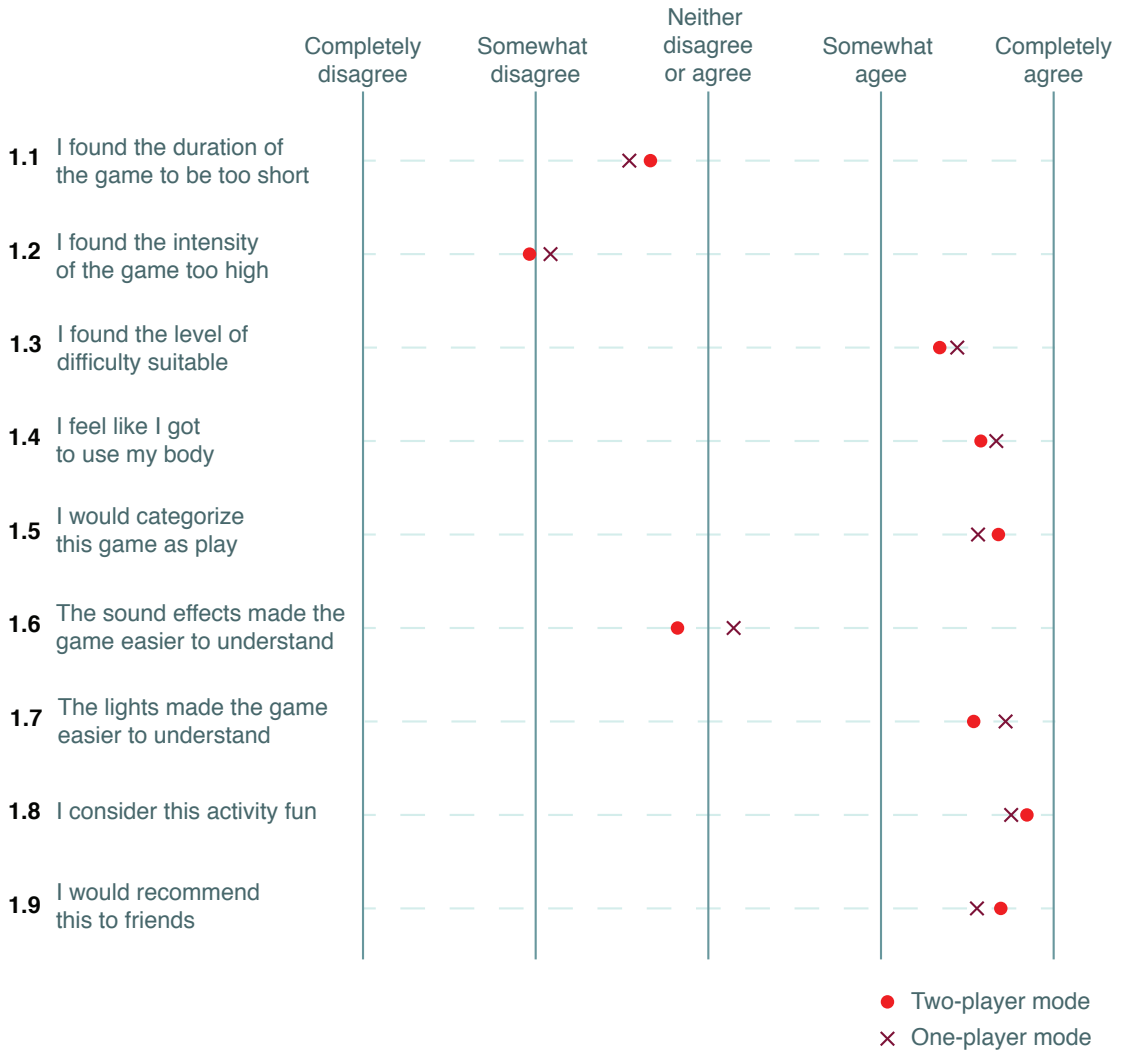 Completely
disagree
Somewhat
disagree
Neither
disagree
or agree
Somewhat
agee
Completely
agree
1.1 I found the duration of
the game to be too short
1.2 I found the intensity
of the game too high
1.3 I found the level of
difficulty suitable
1.4 I feel like I got
to use my body
1.5 I would categorize
this game as play
1.6 The sound effects made the
game easier to understand
1.7 The lights made the game
easier to understand
1.8 I consider this activity fun
1.9 I would recommend
this to friends
Two-player mode
One-player mode